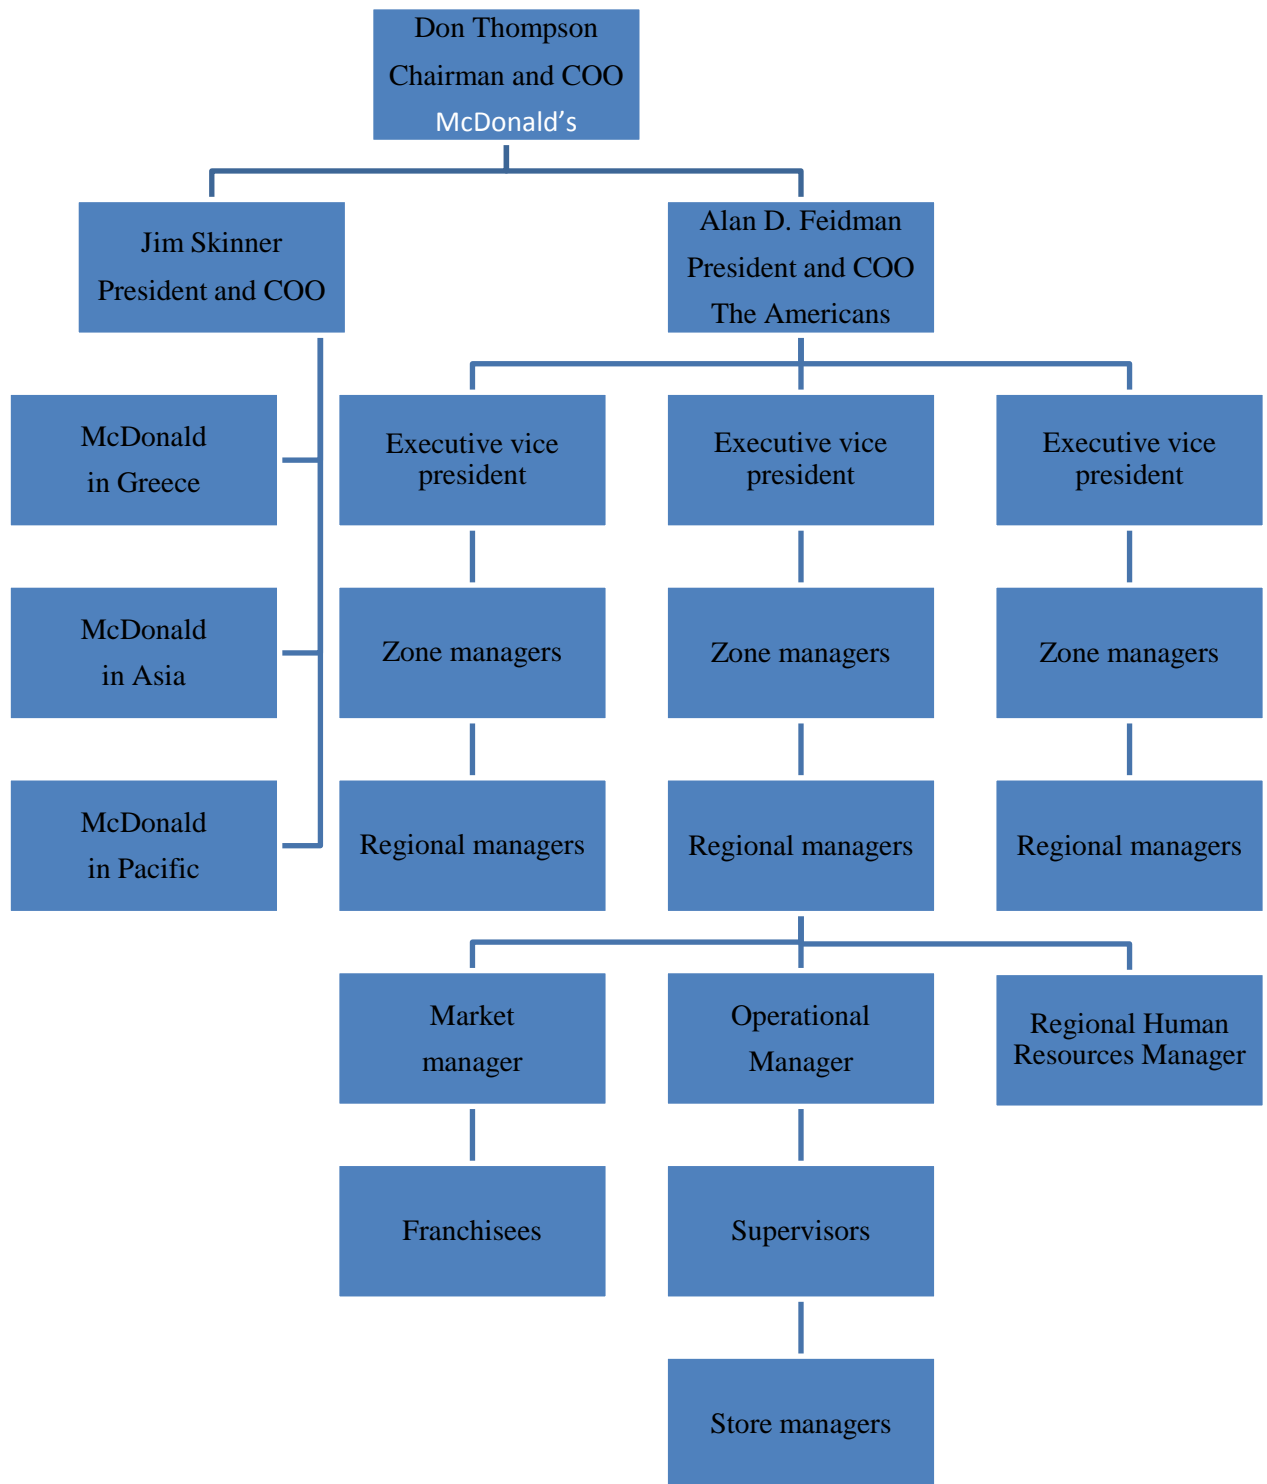 Don Thompson
Chairman and COO
McDonald’s
Jim Skinner
President and COO
Alan D. Feidman
President and COO
The Americans
McDonald
in Greece
Executive vice
president
Executive vice
president
Executive vice
president
McDonald
in Asia
Zone managers
Zone managers
Zone managers
McDonald
in Pacific
Regional managers
Regional managers
Regional managers
Market
manager
Operational
Manager
Regional Human
Resources Manager
Franchisees
Supervisors
Store managers